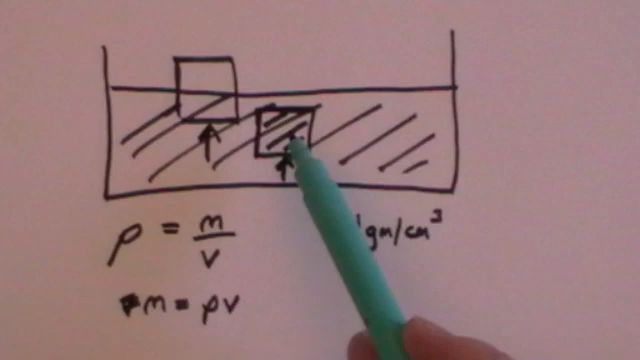 ρ = m/v
gm/cm³
m = ρv